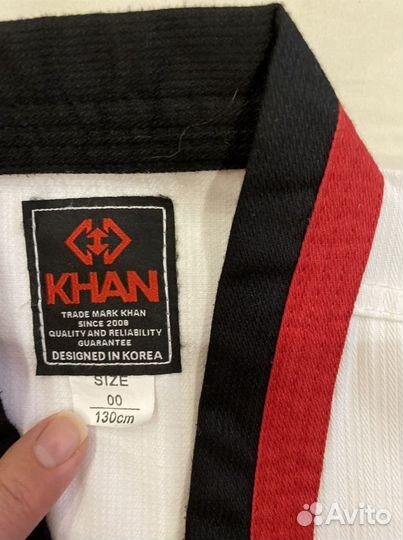 KHAN
TRADE MARK KHAN
SINCE 2008
QUALITY AND RELIABILITY
GUARANTEE
DESIGNED IN KOREA
SIZE
00
130cm
Avito